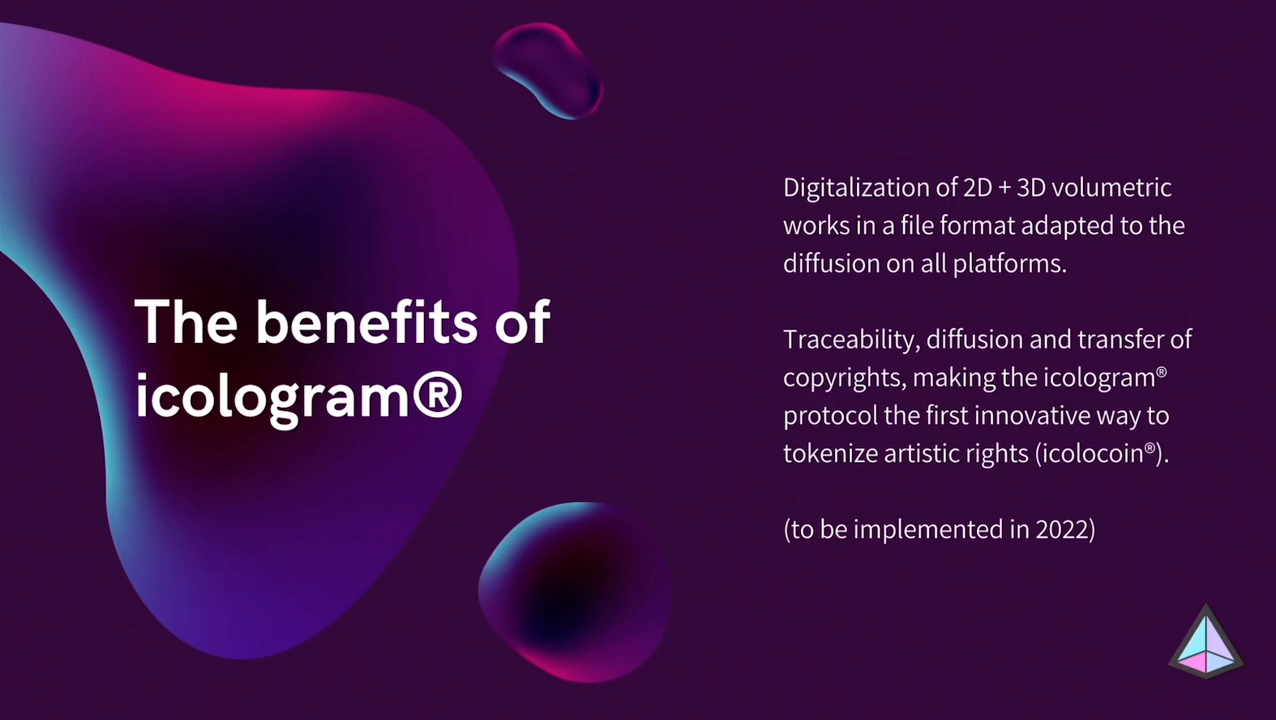 The benefits of
icologram®
Digitalization of 2D + 3D volumetric
works in a file format adapted to the
diffusion on all platforms.
Traceability, diffusion and transfer of
copyrights, making the icologram®
protocol the first innovative way to
tokenize artistic rights (icolocoin®).
(to be implemented in 2022)